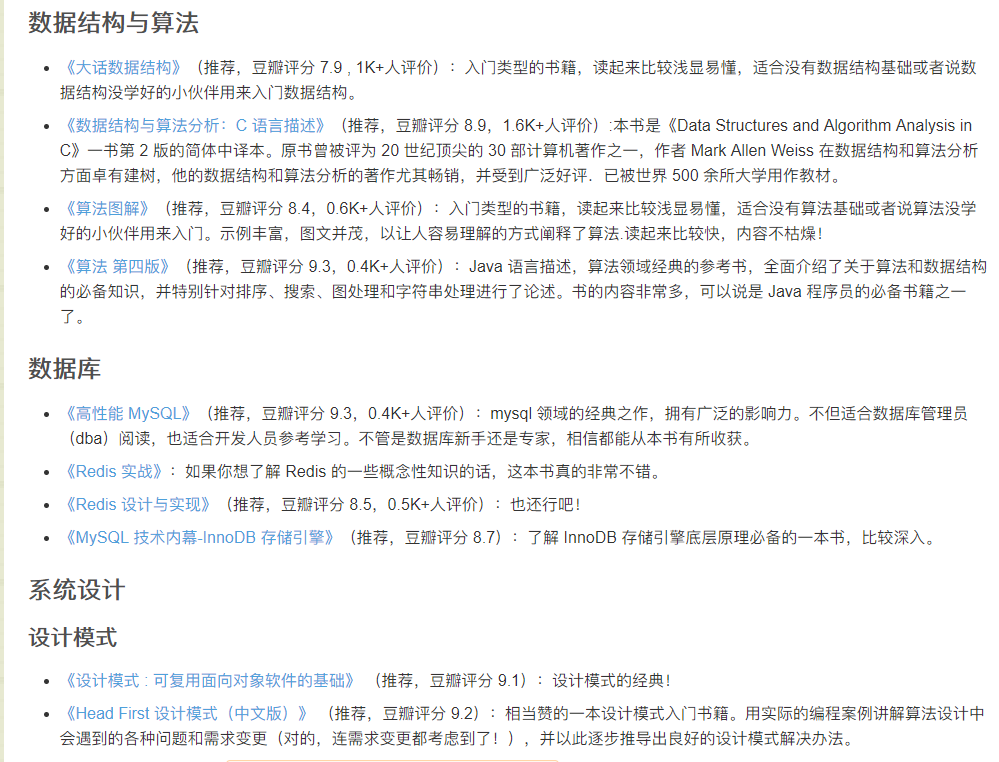 数据结构与算法
《大话数据结构》（推荐，豆瓣评分 7.9 , 1K+人评价）：入门类型的书籍，读起来比较浅显易懂，适合没有数据结构基础或者说数
据结构没学好的小伙伴用来入门数据结构。
《数据结构与算法分析：C 语言描述》（推荐，豆瓣评分 8.9，1.6K+人评价）:本书是《Data Structures and Algorithm Analysis in
C》一书第 2 版的简体中译本。原书曾被评为 20 世纪顶尖的 30 部计算机著作之一，作者 Mark Allen Weiss 在数据结构和算法分析
方面卓有建树，他的数据结构和算法分析的著作尤其畅销，并受到广泛好评．已被世界 500 余所大学用作教材。
《算法图解》（推荐，豆瓣评分 8.4，0.6K+人评价）：入门类型的书籍，读起来比较浅显易懂，适合没有算法基础或者说算法没学
好的小伙伴用来入门。示例丰富，图文并茂，以让人容易理解的方式阐释了算法.读起来比较快，内容不枯燥！
《算法 第四版》（推荐，豆瓣评分 9.3，0.4K+人评价）：Java 语言描述，算法领域经典的参考书，全面介绍了关于算法和数据结构
的必备知识，并特别针对排序、搜索、图处理和字符串处理进行了论述。书的内容非常多，可以说是 Java 程序员的必备书籍之一
了。
数据库
《高性能 MySQL》（推荐，豆瓣评分 9.3，0.4K+人评价）：mysql 领域的经典之作，拥有广泛的影响力。不但适合数据库管理员
（dba）阅读，也适合开发人员参考学习。不管是数据库新手还是专家，相信都能从本书有所收获。
《Redis 实战》：如果你想了解 Redis 的一些概念性知识的话，这本书真的非常不错。
《Redis 设计与实现》（推荐，豆瓣评分 8.5，0.5K+人评价）：也还行吧！
《MySQL 技术内幕-InnoDB 存储引擎》（推荐，豆瓣评分 8.7）：了解 InnoDB 存储引擎底层原理必备的一本书，比较深入。
系统设计
设计模式
《设计模式 : 可复用面向对象软件的基础》 （推荐，豆瓣评分 9.1）：设计模式的经典！
《Head First 设计模式（中文版）》 （推荐，豆瓣评分 9.2）：相当赞的一本设计模式入门书籍。用实际的编程案例讲解算法设计中
会遇到的各种问题和需求变更（对的，连需求变更都考虑到了！），并以此逐步推导出良好的设计模式解决办法。